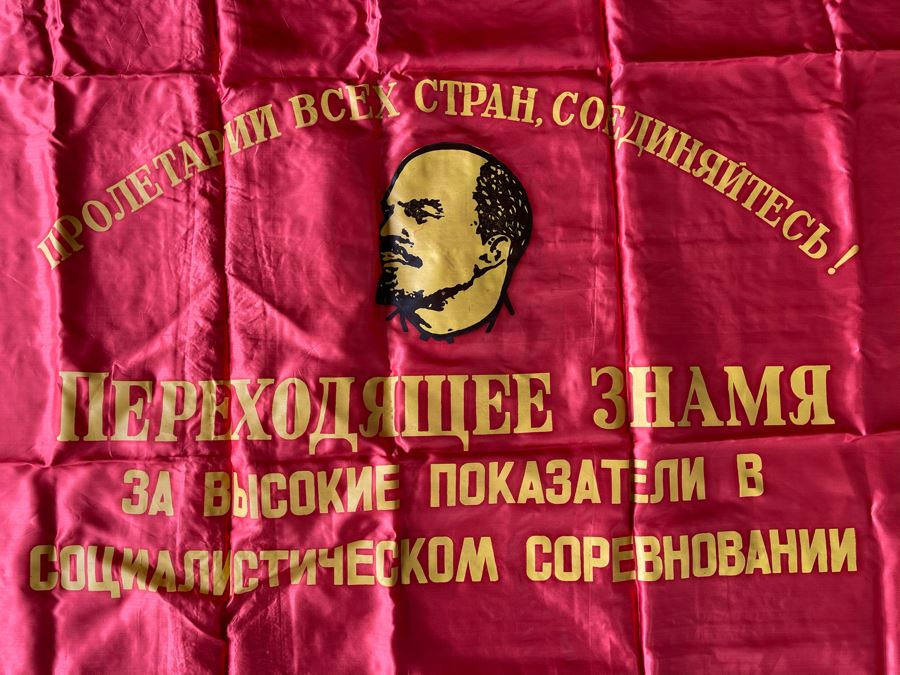 ПРОЛЕТАРИИ ВСЕХ СТРАН, СОЕДИНЯЙТЕСЬ!
ПЕРЕХОДЯЩЕЕ ЗНАМЯ
ЗА ВЫСОКИЕ ПОКАЗАТЕЛИ В
СОЦИАЛИСТИЧЕСКОМ СОРЕВНОВАНИИ